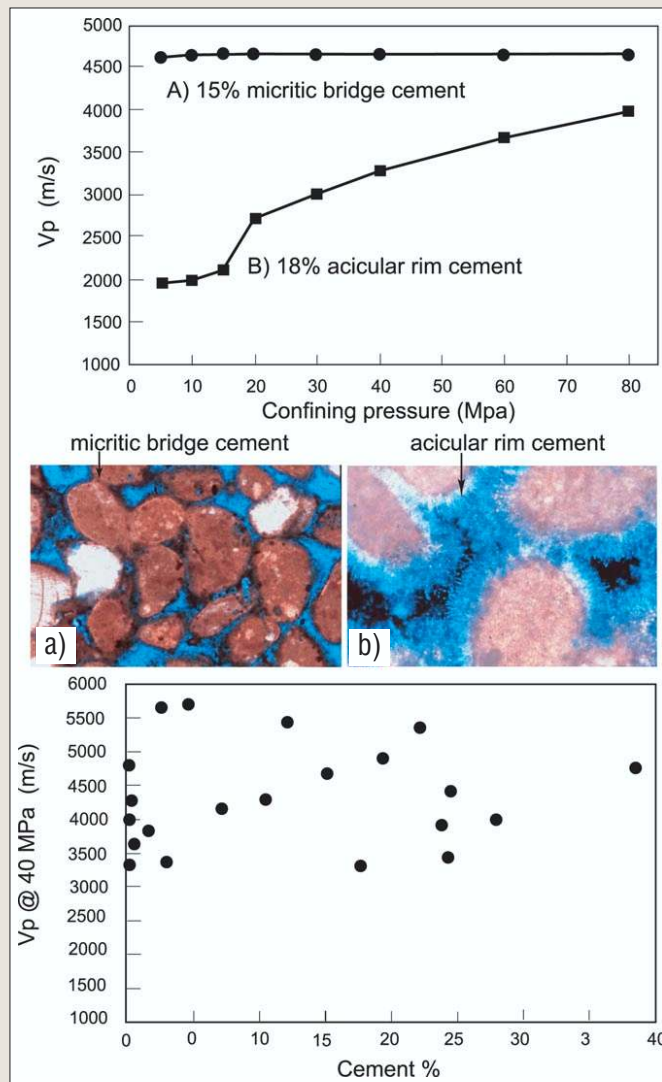 5000
4500
4000
3500
3000
2500
2000
1500
1000
Vp (m/s)
A) 15% micritic bridge cement
B) 18% acicular rim cement
0 10 20 30 40 50 60 70 80
Confining pressure (Mpa)
micritic bridge cement
acicular rim cement
a)
b)
6000
5500
5000
4500
4000
3500
3000
2500
2000
1500
1000
Vp @ 40 MPa (m/s)
0 0 10 15 20 25 30 3 40
Cement %